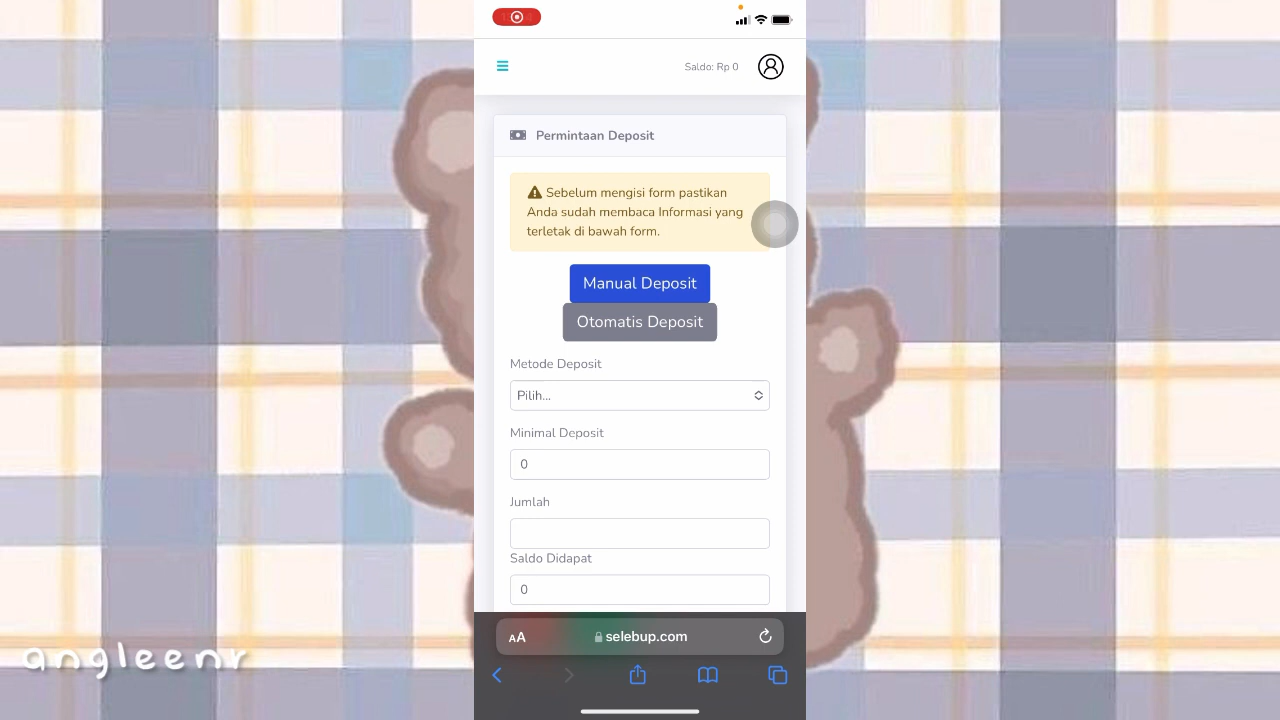 Saldo: Rp 0
Permintaan Deposit
Sebelum mengisi form pastikan
Anda sudah membaca Informasi yang
terletak di bawah form.
Manual Deposit
Otomatis Deposit
Metode Deposit
Pilih...
Minimal Deposit
0
Jumlah
Saldo Didapat
0
AA
selebup.com
angleenr